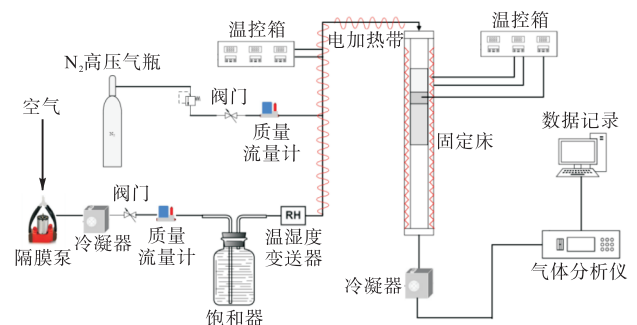 温控箱
温控箱
电加热带
N₂高压气瓶
阀门
空气
质量
流量计
固定床
数据记录
阀门
RH
隔膜泵
冷凝器
质量
流量计
温湿度
变送器
冷凝器
气体分析仪
饱和器